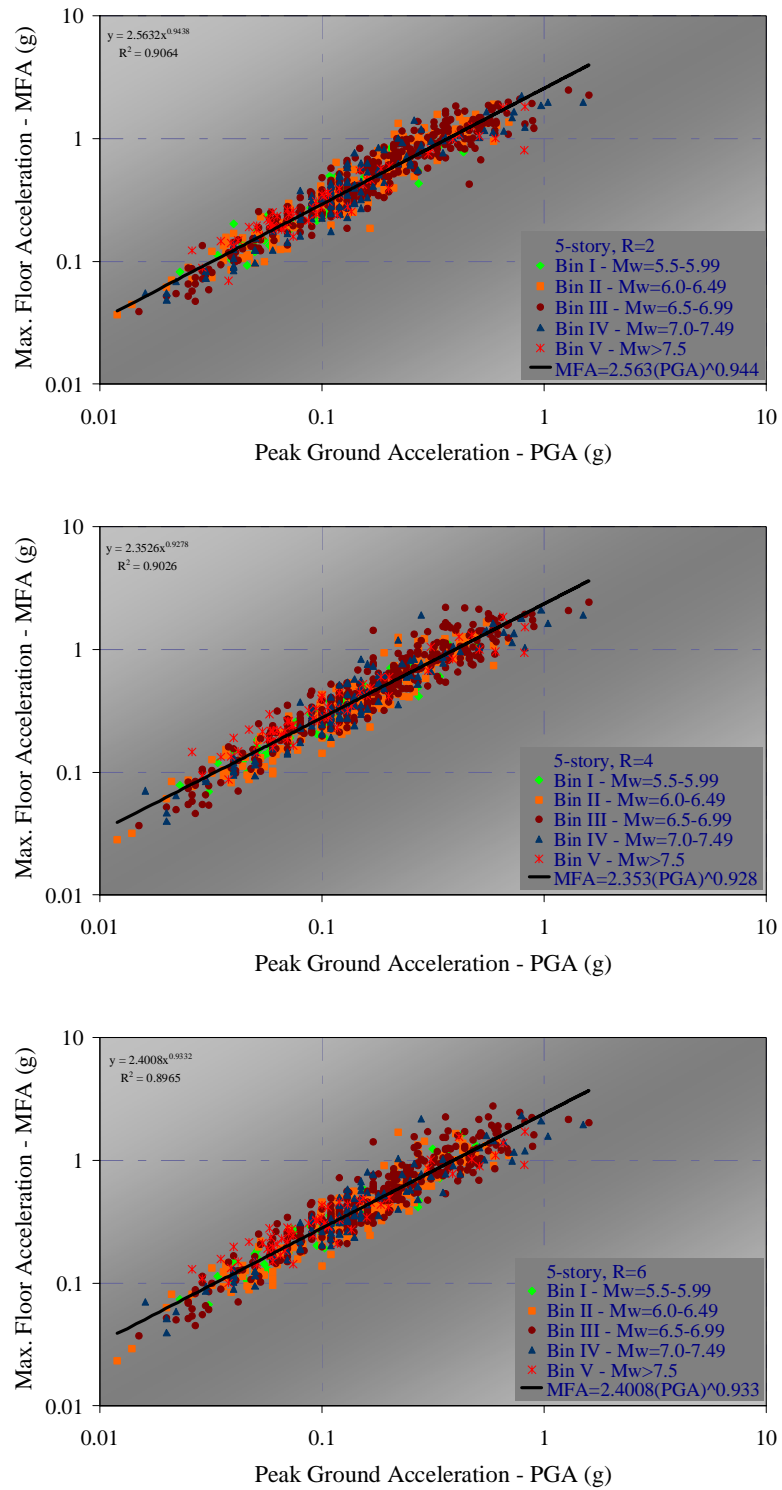 10
y = 2.5632x^0.9438
R² = 0.9064
1
0.1
0.01
Max. Floor Acceleration - MFA (g)
5-story, R=2
Bin I - Mw=5.5-5.99
Bin II - Mw=6.0-6.49
Bin III - Mw=6.5-6.99
Bin IV - Mw=7.0-7.49
Bin V - Mw>7.5
MFA=2.563(PGA)^0.944
0.01 0.1 1 10
Peak Ground Acceleration - PGA (g)
10
y = 2.3526x^0.9278
R² = 0.9026
1
0.1
0.01
Max. Floor Acceleration - MFA (g)
5-story, R=4
Bin I - Mw=5.5-5.99
Bin II - Mw=6.0-6.49
Bin III - Mw=6.5-6.99
Bin IV - Mw=7.0-7.49
Bin V - Mw>7.5
MFA=2.353(PGA)^0.928
0.01 0.1 1 10
Peak Ground Acceleration - PGA (g)
10
y = 2.4008x^0.9332
R² = 0.8965
1
0.1
0.01
Max. Floor Acceleration - MFA (g)
5-story, R=6
Bin I - Mw=5.5-5.99
Bin II - Mw=6.0-6.49
Bin III - Mw=6.5-6.99
Bin IV - Mw=7.0-7.49
Bin V - Mw>7.5
MFA=2.4008(PGA)^0.933
0.01 0.1 1 10
Peak Ground Acceleration - PGA (g)